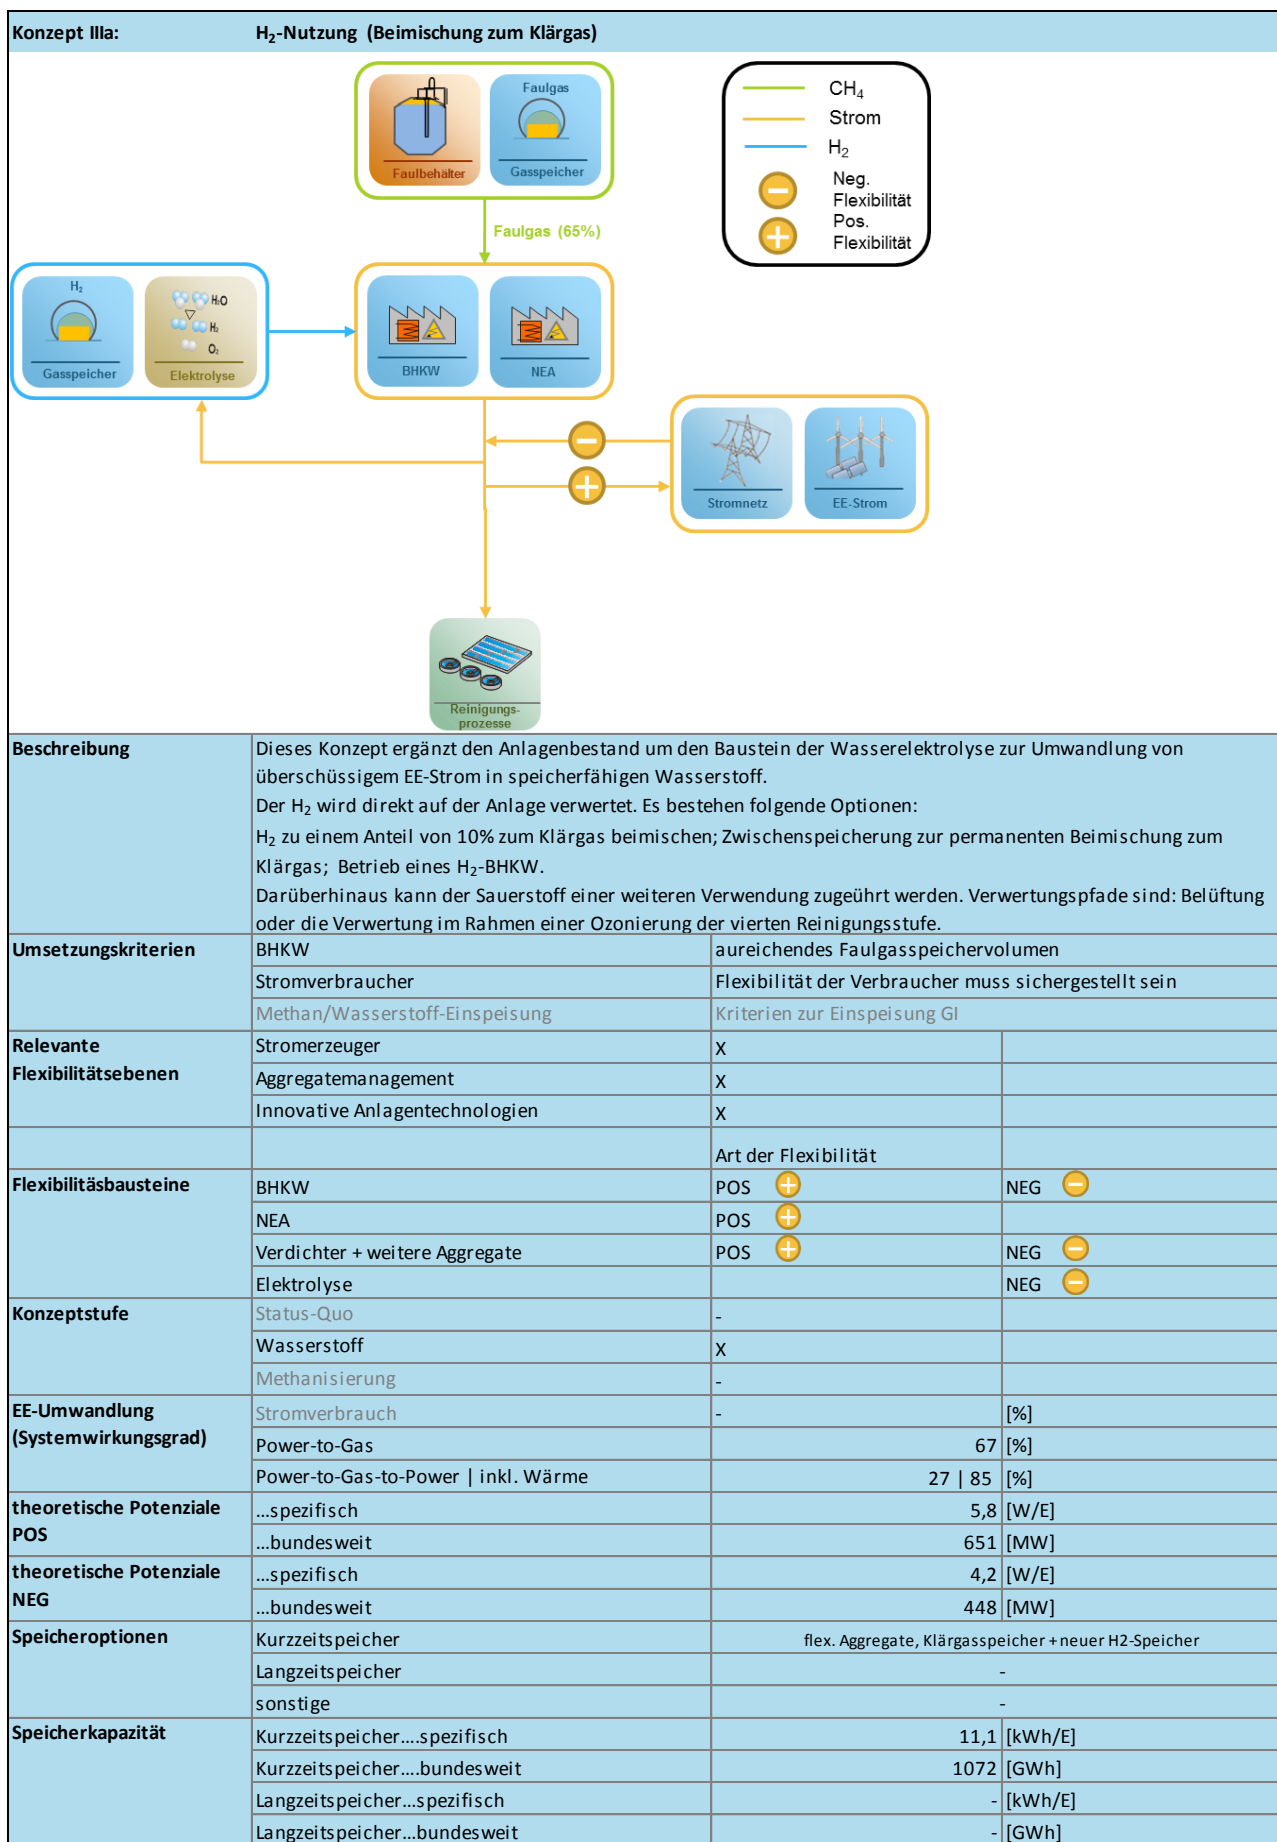 Konzept IIIa: H₂-Nutzung (Beimischung zum Klärgas)
Faulbehälter
Faulgas
Gasspeicher
CH₄
Strom
H₂
Neg.
Flexibilität
Pos.
Flexibilität
Faulgas (65%)
H₂
Gasspeicher
H₂O
H₂
O₂
Elektrolyse
BHKW
NEA
Stromnetz
EE-Strom
Reinigungs-
prozesse
Beschreibung Dieses Konzept ergänzt den Anlagenbestand um den Baustein der Wasserelektrolyse zur Umwandlung von
überschüssigem EE-Strom in speicherfähigen Wasserstoff.
Der H₂ wird direkt auf der Anlage verwertet. Es bestehen folgende Optionen:
H₂ zu einem Anteil von 10% zum Klärgas beimischen; Zwischenspeicherung zur permanenten Beimischung zum
Klärgas; Betrieb eines H₂-BHKW.
Darüberhinaus kann der Sauerstoff einer weiteren Verwendung zugeführt werden. Verwertungspfade sind: Belüftung
oder die Verwertung im Rahmen einer Ozonierung der vierten Reinigungsstufe.
Umsetzungskriterien BHKW aureichendes Faulgasspeichervolumen
Stromverbraucher Flexibilität der Verbraucher muss sichergestellt sein
Methan/Wasserstoff-Einspeisung Kriterien zur Einspeisung GI
Relevante
Flexibilitätsebenen
Stromerzeuger X
Aggregatemanagement X
Innovative Anlagentechnologien X
Art der Flexibilität
Flexibilitäsbausteine BHKW POS + NEG −
NEA POS +
Verdichter + weitere Aggregate POS + NEG −
Elektrolyse NEG −
Konzeptstufe Status-Quo -
Wasserstoff X
Methanisierung -
EE-Umwandlung
(Systemwirkungsgrad)
Stromverbrauch - [%]
Power-to-Gas 67 [%]
Power-to-Gas-to-Power | inkl. Wärme 27 | 85 [%]
theoretische Potenziale
POS
...spezifisch 5,8 [W/E]
...bundesweit 651 [MW]
theoretische Potenziale
NEG
...spezifisch 4,2 [W/E]
...bundesweit 448 [MW]
Speicheroptionen Kurzzeitspeicher flex. Aggregate, Klärgasspeicher + neuer H2-Speicher
Langzeitspeicher -
sonstige -
Speicherkapazität Kurzzeitspeicher....spezifisch 11,1 [kWh/E]
Kurzzeitspeicher....bundesweit 1072 [GWh]
Langzeitspeicher...spezifisch - [kWh/E]
Langzeitspeicher...bundesweit - [GWh]